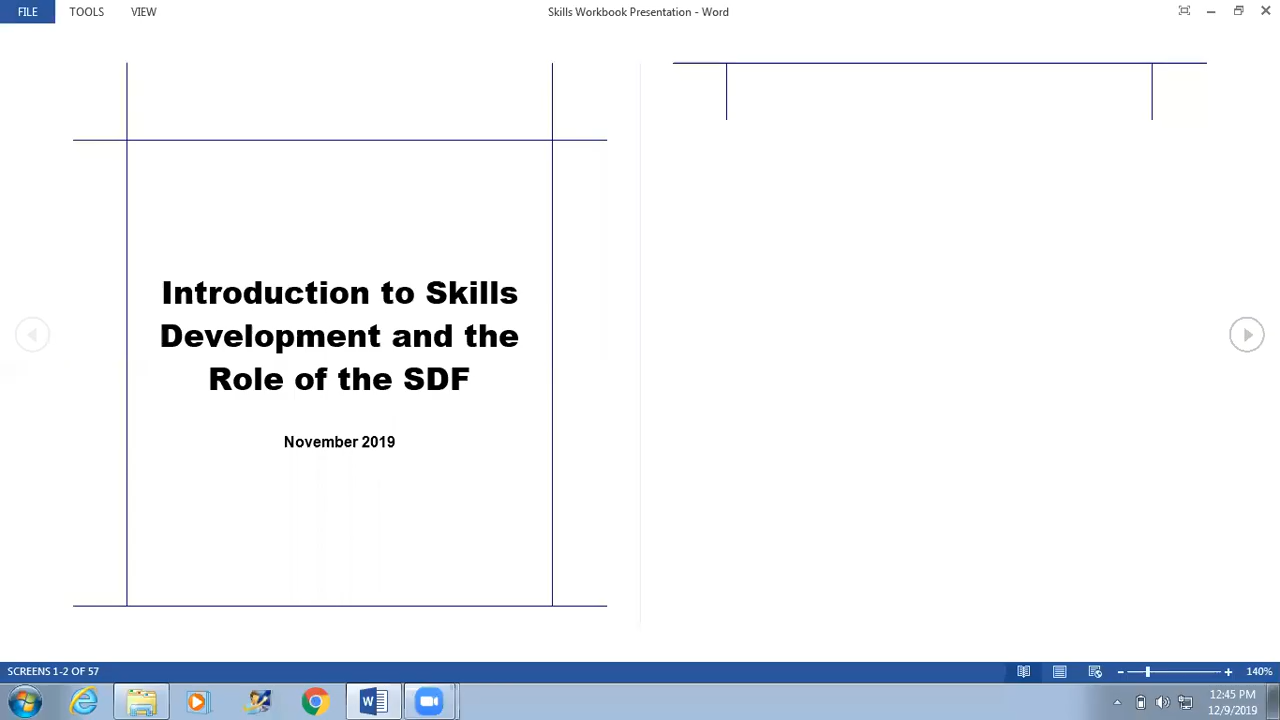 FILE TOOLS VIEW Skills Workbook Presentation - Word
Introduction to Skills
Development and the
Role of the SDF
November 2019
SCREENS 1-2 OF 57 140%
12:45 PM
12/9/2019